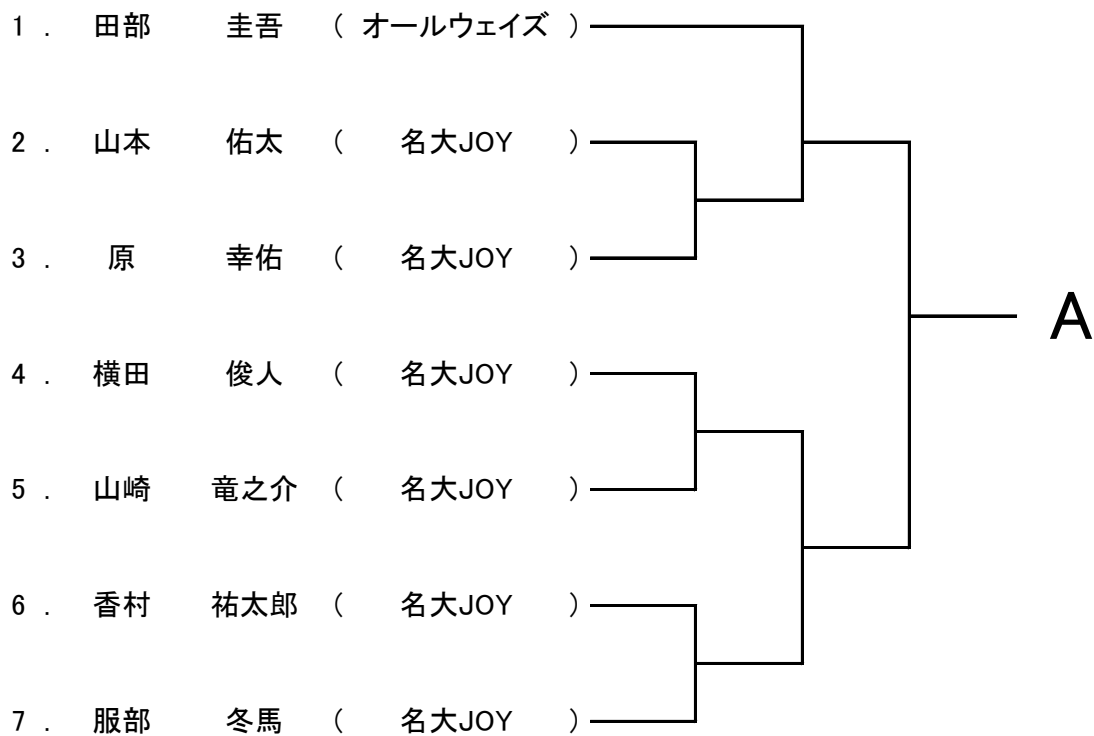 1 . 田部 圭吾 ( オールウェイズ )
2 . 山本 佑太 ( 名大JOY )
3 . 原 幸佑 ( 名大JOY )
A
4 . 横田 俊人 ( 名大JOY )
5 . 山崎 竜之介 ( 名大JOY )
6 . 香村 祐太郎 ( 名大JOY )
7 . 服部 冬馬 ( 名大JOY )